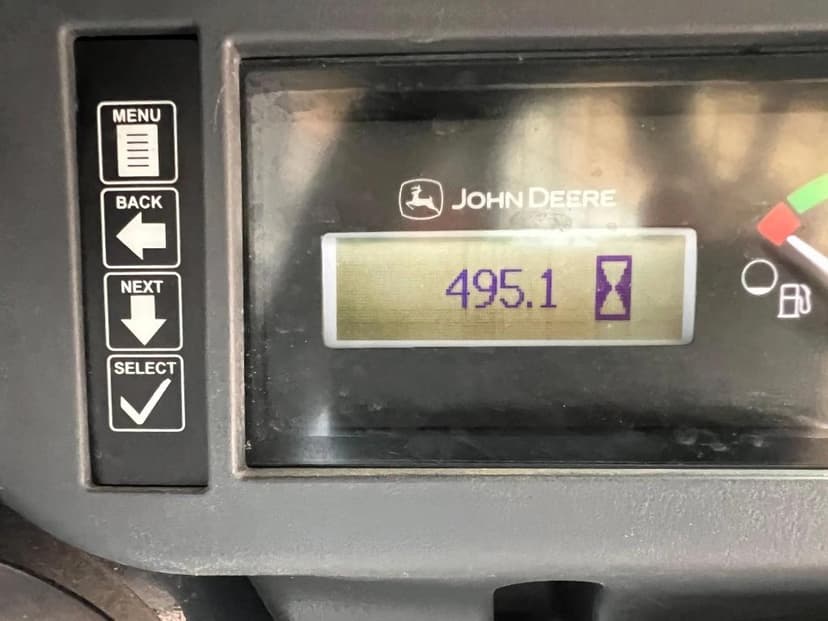 MENU
BACK
NEXT
SELECT
JOHN DEERE
495.1